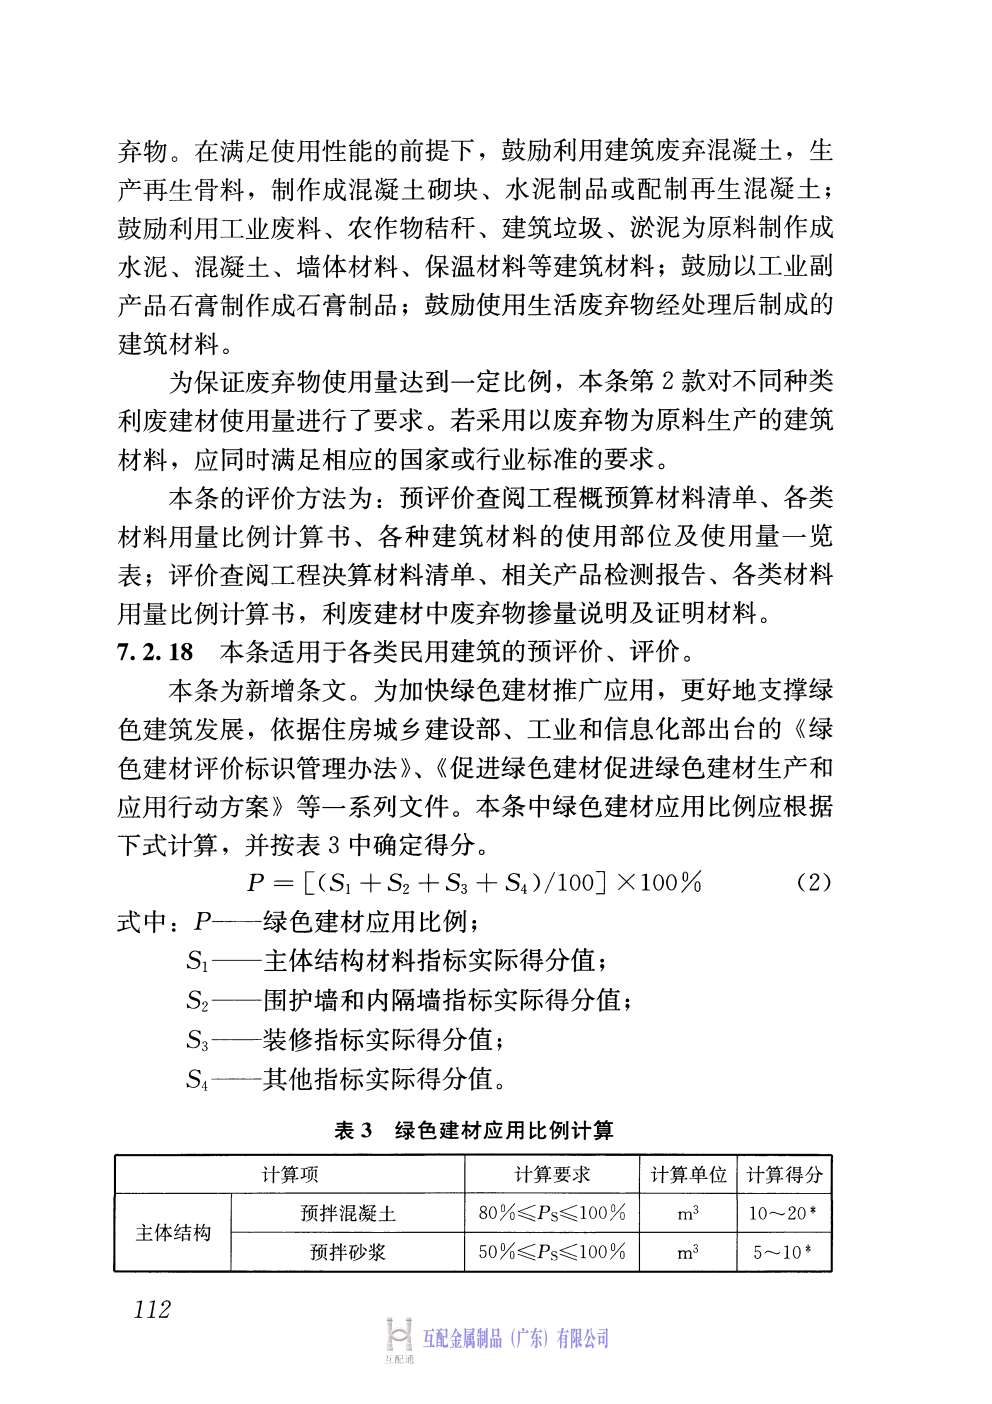 弃物。在满足使用性能的前提下，鼓励利用建筑废弃混凝土，生
产再生骨料，制作成混凝土砌块、水泥制品或配制再生混凝土；
鼓励利用工业废料、农作物秸秆、建筑垃圾、淤泥为原料制作成
水泥、混凝土、墙体材料、保温材料等建筑材料；鼓励以工业副
产品石膏制作成石膏制品；鼓励使用生活废弃物经处理后制成的
建筑材料。
为保证废弃物使用量达到一定比例，本条第 2 款对不同种类
利废建材使用量进行了要求。若采用以废弃物为原料生产的建筑
材料，应同时满足相应的国家或行业标准的要求。
本条的评价方法为：预评价查阅工程概预算材料清单、各类
材料用量比例计算书、各种建筑材料的使用部位及使用量一览
表；评价查阅工程决算材料清单、相关产品检测报告、各类材料
用量比例计算书，利废建材中废弃物掺量说明及证明材料。
7.2.18 本条适用于各类民用建筑的预评价、评价。
本条为新增条文。为加快绿色建材推广应用，更好地支撑绿
色建筑发展，依据住房城乡建设部、工业和信息化部出台的《绿
色建材评价标识管理办法》、《促进绿色建材促进绿色建材生产和
应用行动方案》等一系列文件。本条中绿色建材应用比例应根据
下式计算，并按表 3 中确定得分。
P = [(S₁ + S₂ + S₃ + S₄)/100] × 100% (2)
式中：P——绿色建材应用比例；
S₁——主体结构材料指标实际得分值；
S₂——围护墙和内隔墙指标实际得分值；
S₃——装修指标实际得分值；
S₄——其他指标实际得分值。
表 3 绿色建材应用比例计算
计算项 计算要求 计算单位 计算得分
主体结构 预拌混凝土 80%≤Ps≤100% m³ 10～20*
预拌砂浆 50%≤Ps≤100% m³ 5～10*
112
互配通 互配金属制品（广东）有限公司